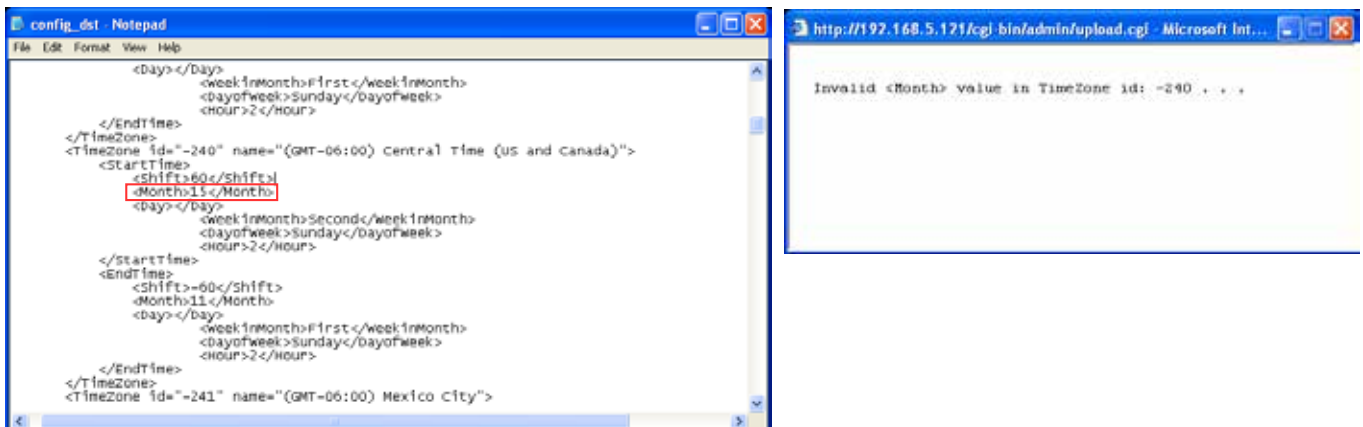 config_dst - Notepad
File Edit Format View Help
<Day></Day>
<WeekInMonth>First</WeekInMonth>
<DayofWeek>Sunday</DayofWeek>
<Hour>2</Hour>
</EndTime>
</TimeZone>
<TimeZone id="-240" name="(GMT-06:00) Central Time (US and Canada)">
<StartTime>
<Shift>60</Shift>
<Month>15</Month>
<Day></Day>
<WeekInMonth>Second</WeekInMonth>
<DayofWeek>Sunday</DayofWeek>
<Hour>2</Hour>
</StartTime>
<EndTime>
<Shift>-60</Shift>
<Month>11</Month>
<Day></Day>
<WeekInMonth>First</WeekInMonth>
<DayofWeek>Sunday</DayofWeek>
<Hour>2</Hour>
</EndTime>
</TimeZone>
<TimeZone id="-241" name="(GMT-06:00) Mexico City">
http://192.168.5.121/cgi-bin/admin/upload.cgi - Microsoft Int...
Invalid <Month> value in TimeZone id: -240 . . .